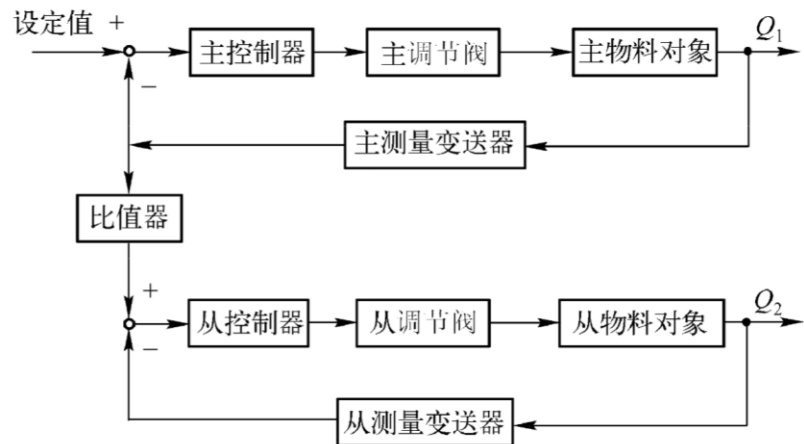 设定值 +
主控制器
主调节阀
主物料对象
Q₁
−
主测量变送器
比值器
+
从控制器
从调节阀
从物料对象
Q₂
−
从测量变送器